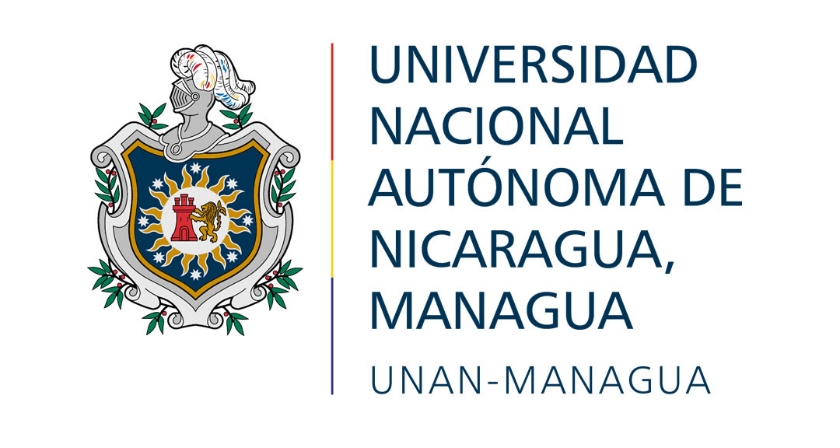 UNIVERSIDAD
NACIONAL
AUTÓNOMA DE
NICARAGUA,
MANAGUA
UNAN-MANAGUA